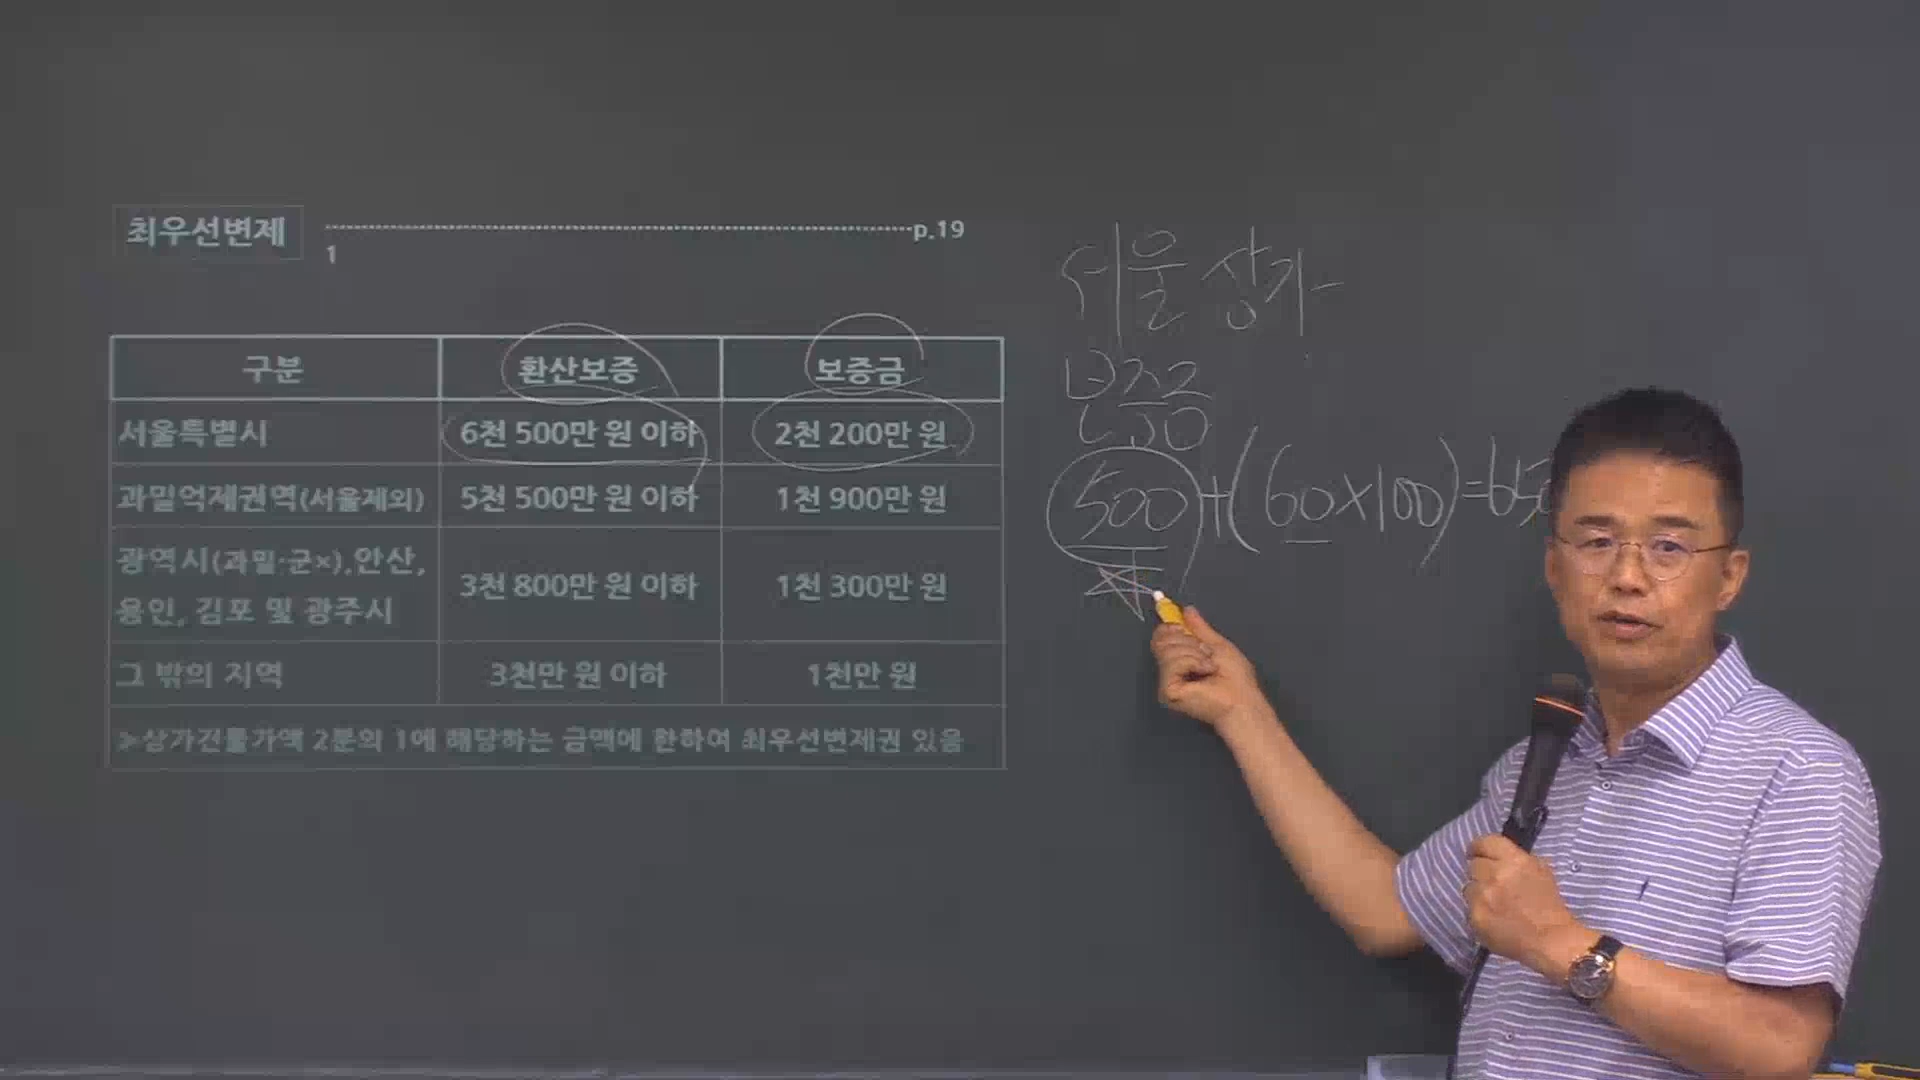 최우선변제 p.19
1
구분 환산보증 보증금
서울특별시 6천 500만 원 이하 2천 200만 원
과밀억제권역(서울제외) 5천 500만 원 이하 1천 900만 원
광역시(과밀·군×),안산,
용인, 김포 및 광주시 3천 800만 원 이하 1천 300만 원
그 밖의 지역 3천만 원 이하 1천만 원
➢상가건물가액 2분의 1에 해당하는 금액에 한하여 최우선변제권 있음
서울 상가
보증
500+(60×100)=650